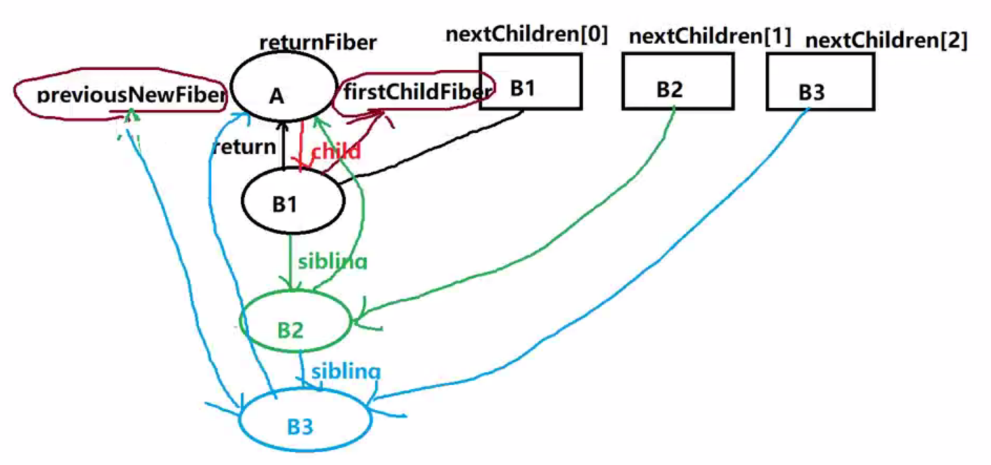 returnFiber
nextChildren[0]
nextChildren[1]
nextChildren[2]
previousNewFiber
A
firstChildFiber
B1
B2
B3
return
child
B1
sibling
B2
sibling
B3